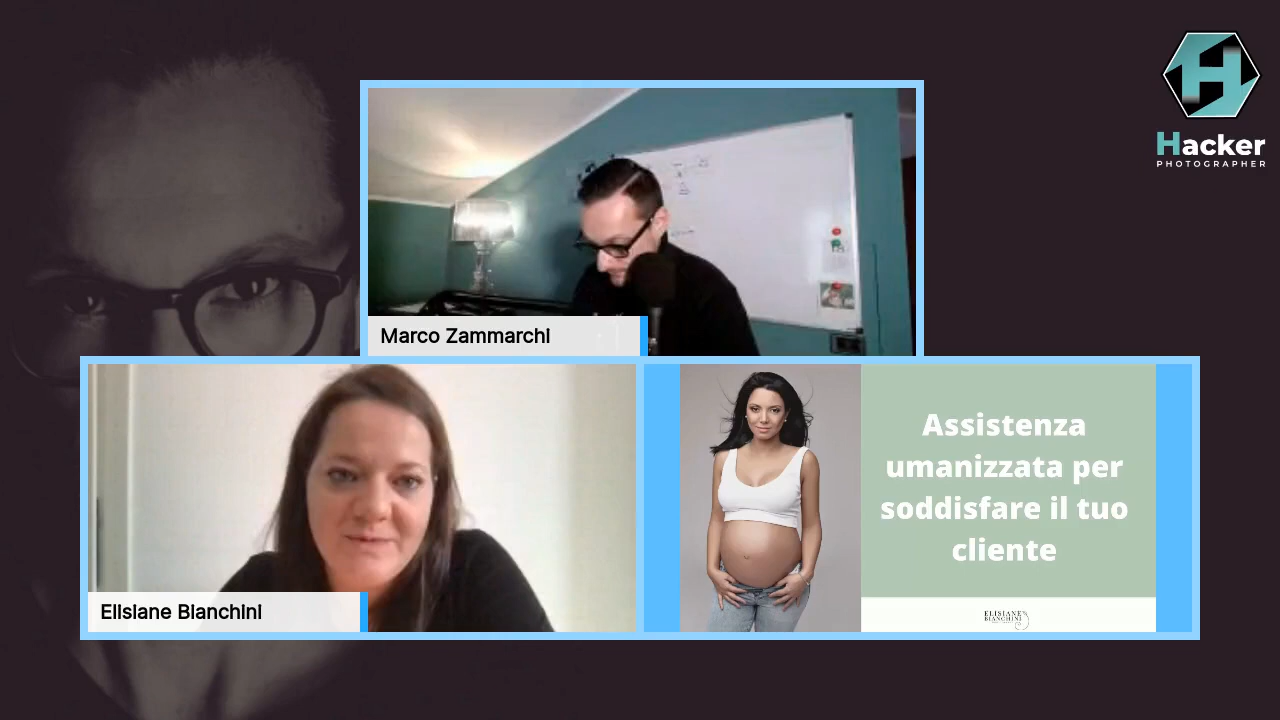 Hacker
PHOTOGRAPHER
Marco Zammarchi
Elisiane Bianchini
Assistenza
umanizzata per
soddisfare il tuo
cliente
ELISIANE
BIANCHINI